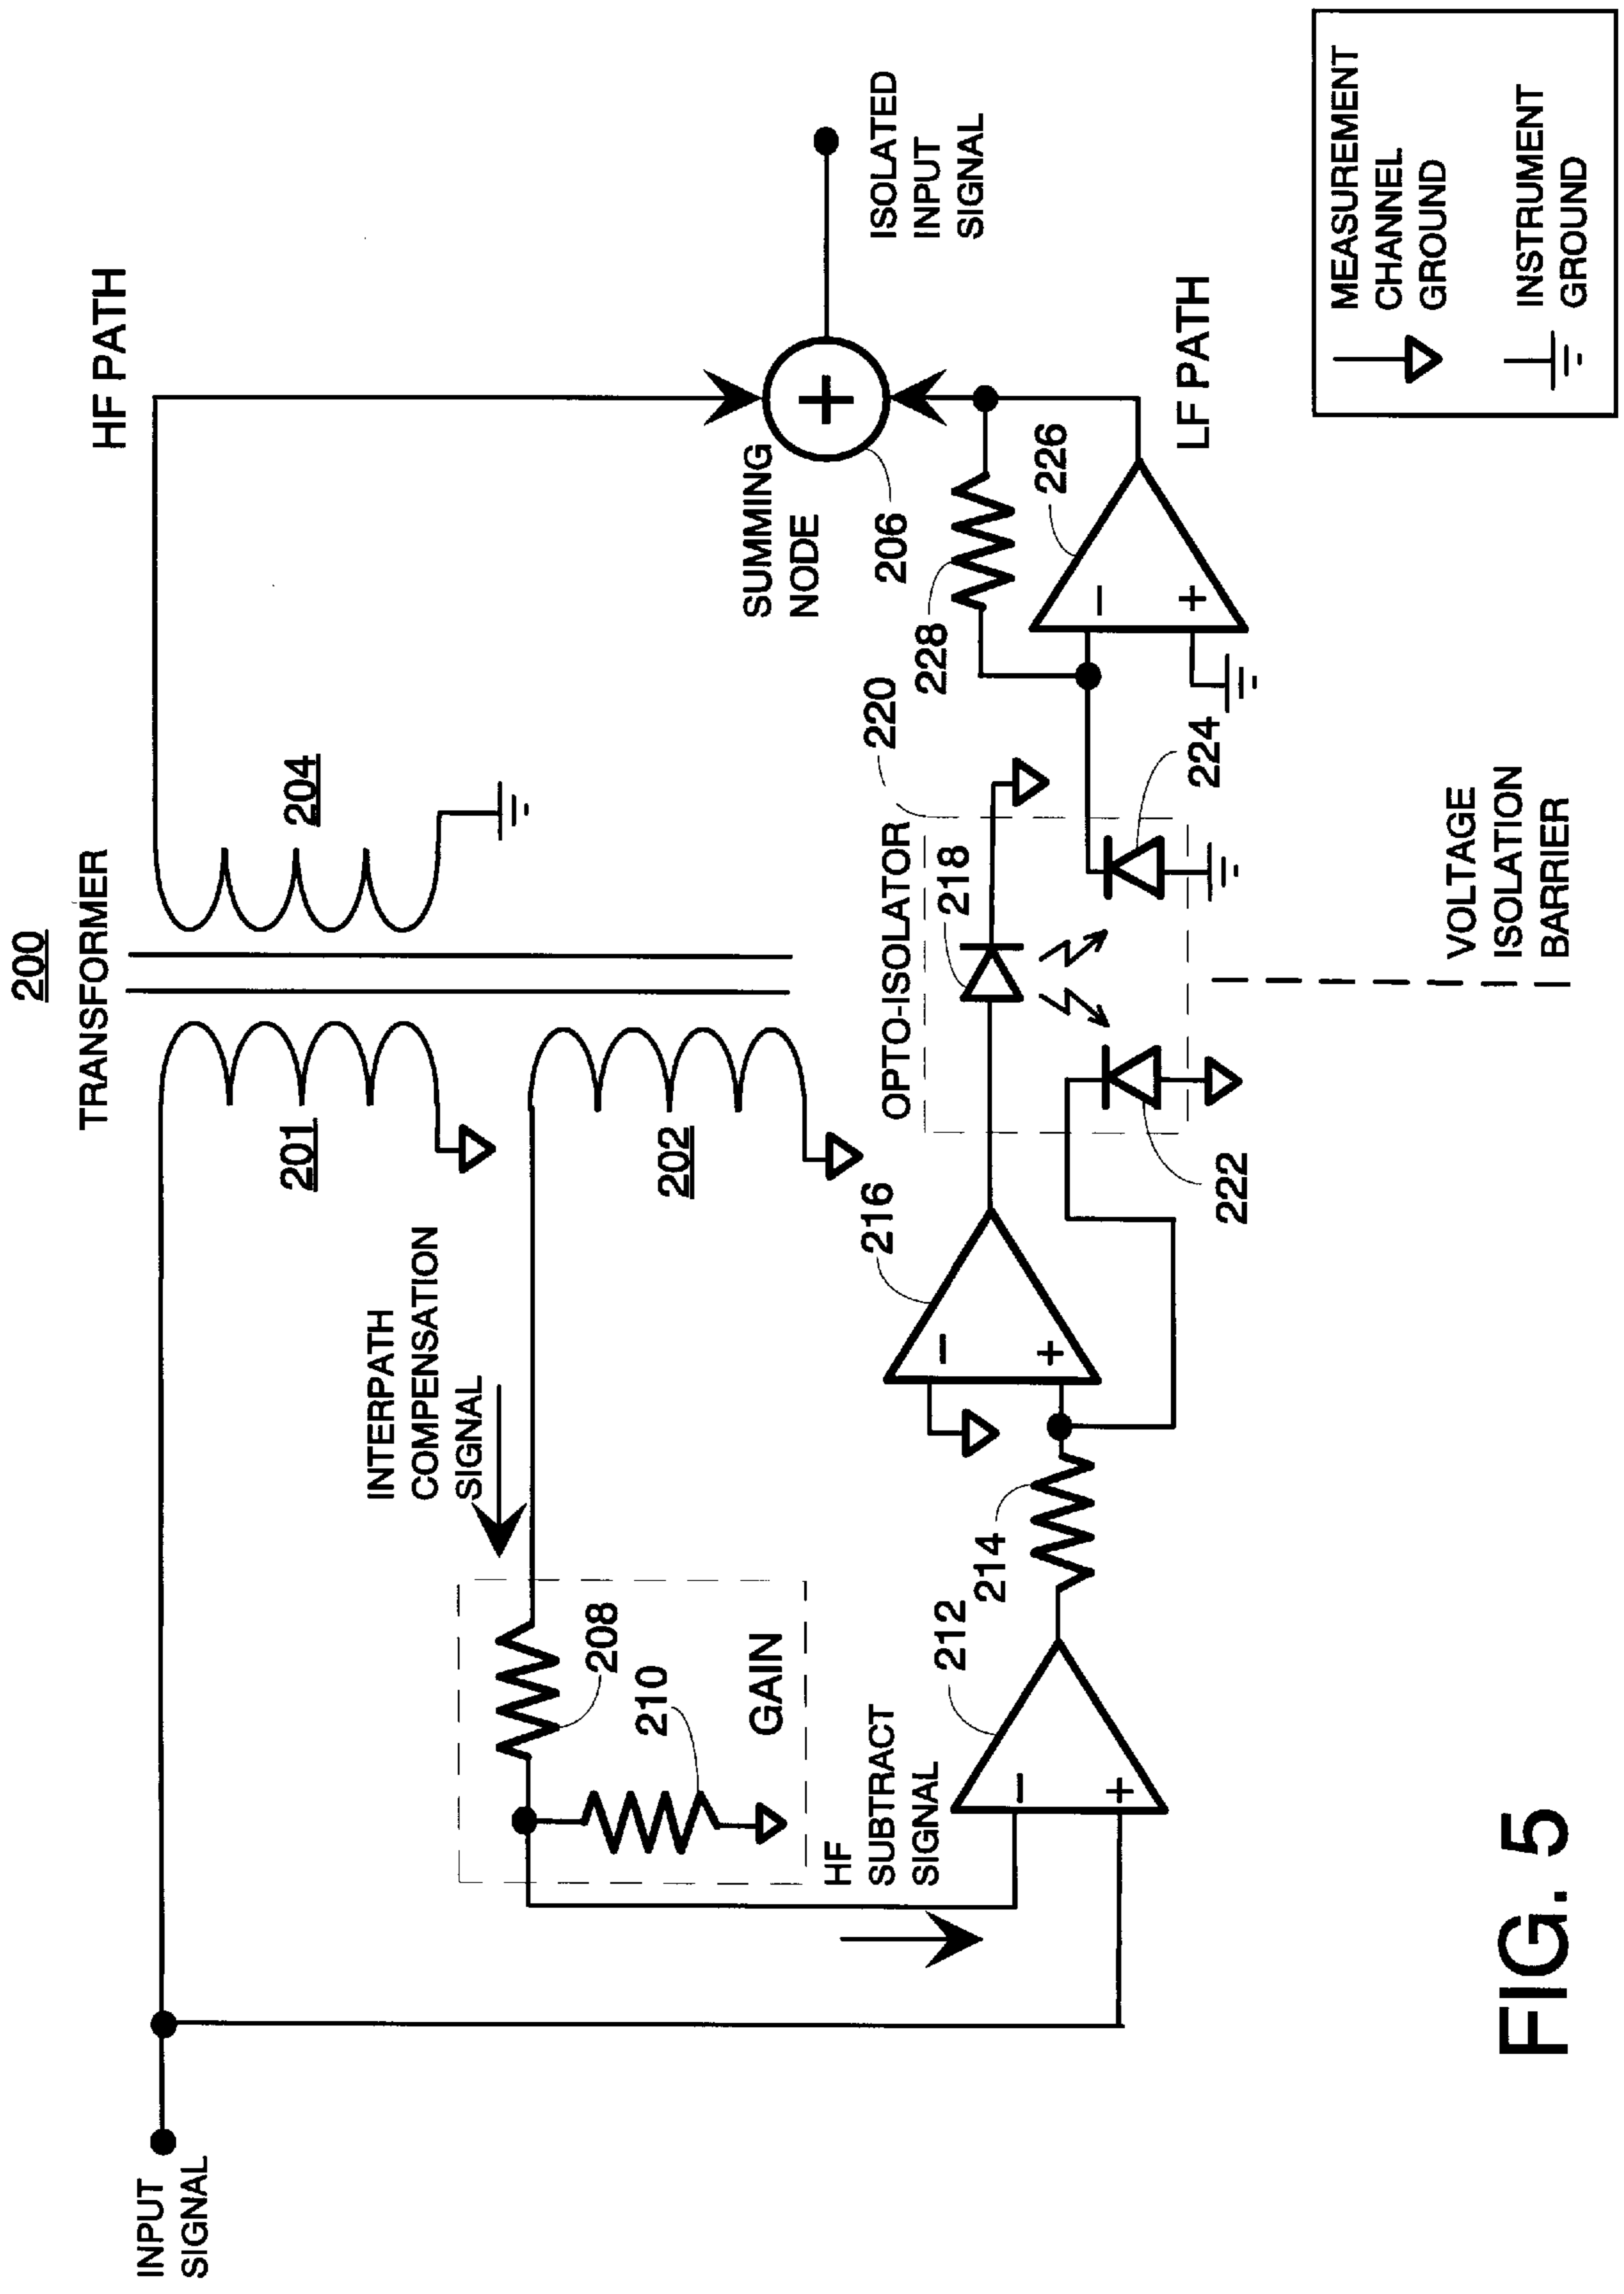 200
TRANSFORMER
HF PATH
INPUT
SIGNAL
201
204
INTERPATH
COMPENSATION
SIGNAL
202
208
210
GAIN
HF
SUBTRACT
SIGNAL
SUMMING
NODE
+
206
ISOLATED
INPUT
SIGNAL
212
−
+
214
216
−
+
OPTO-ISOLATOR
218
220
222
224
228
226
−
+
LF PATH
VOLTAGE
ISOLATION
BARRIER
MEASUREMENT
CHANNEL
GROUND
INSTRUMENT
GROUND
FIG. 5